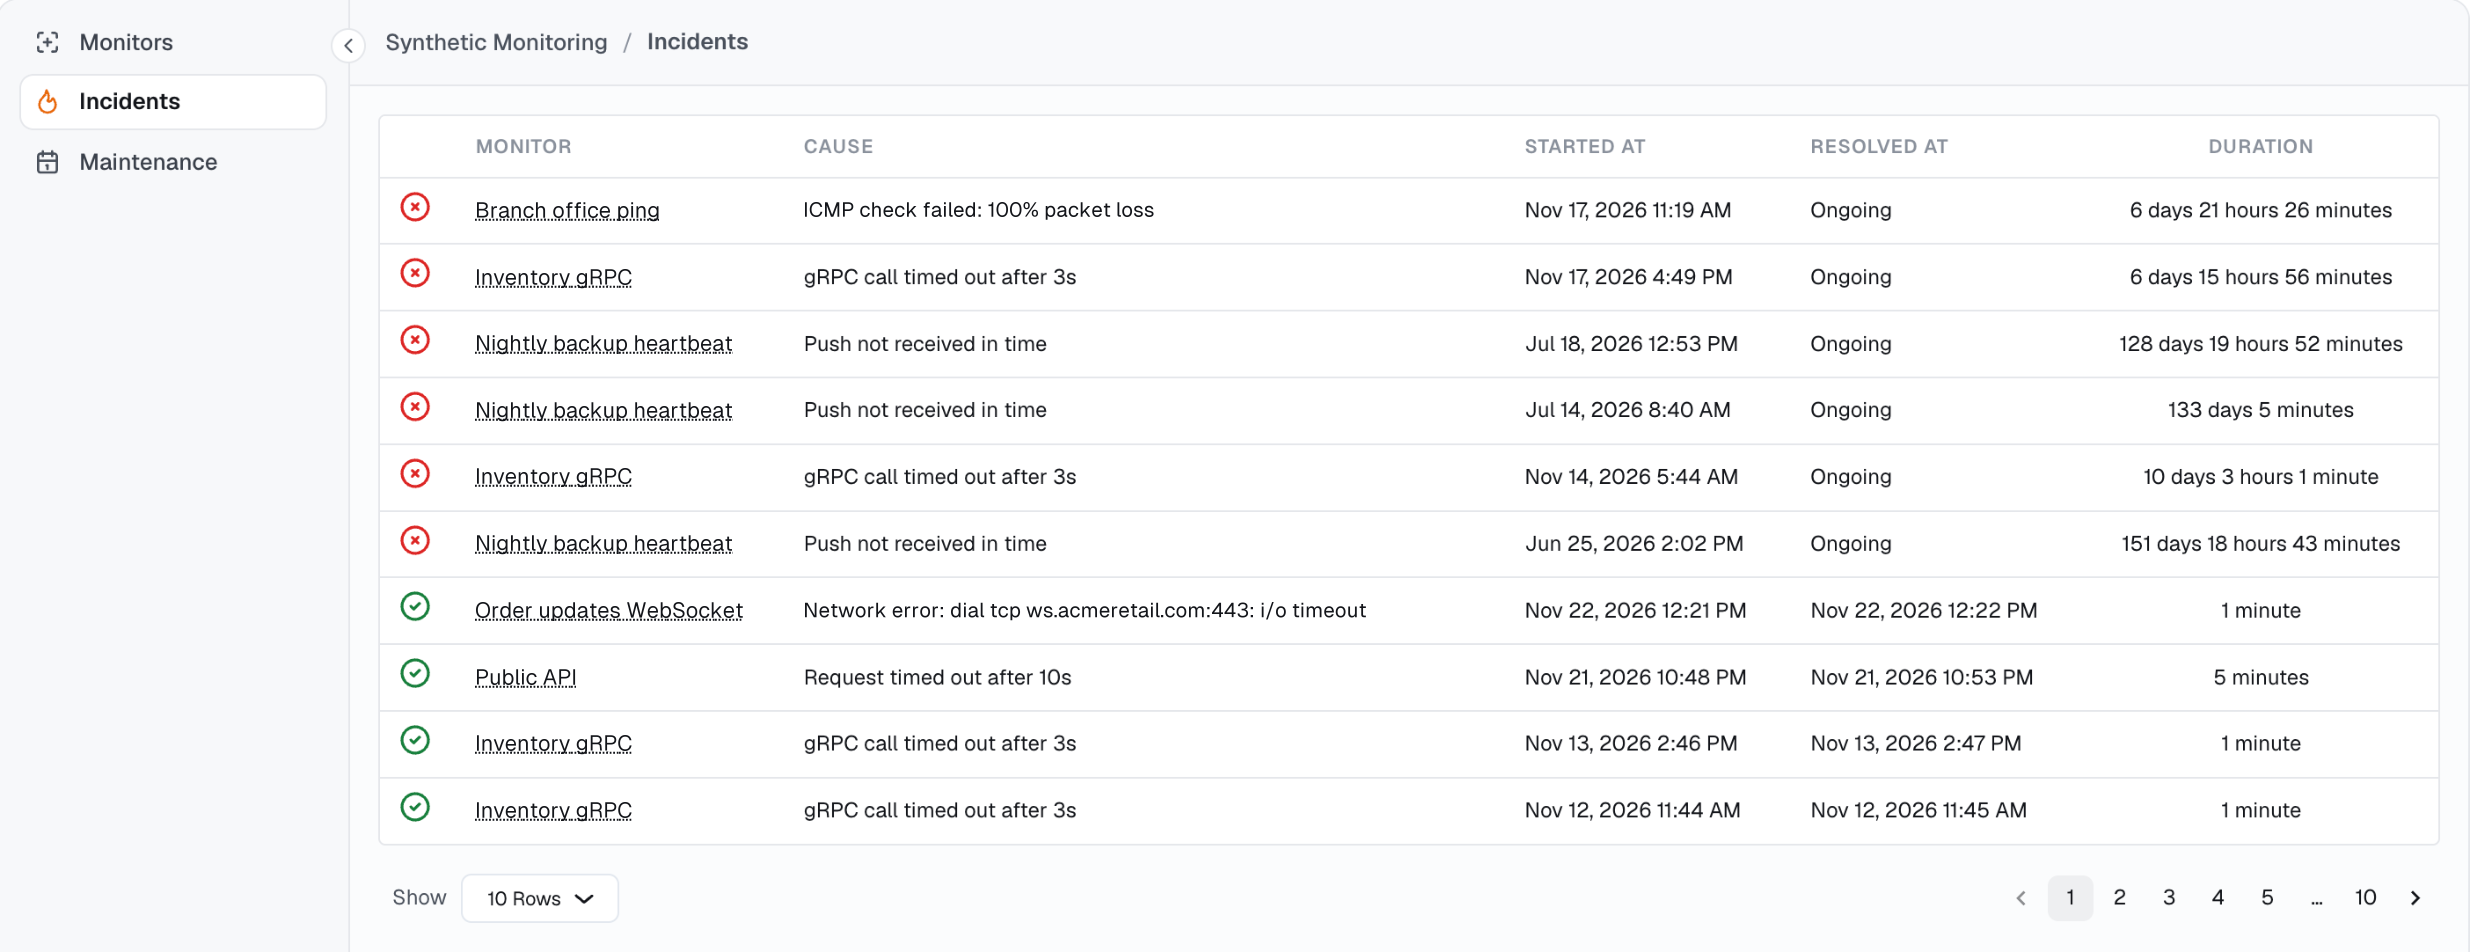 Monitors
Incidents
Maintenance
Synthetic Monitoring / Incidents
MONITOR CAUSE STARTED AT RESOLVED AT DURATION
Branch office ping ICMP check failed: 100% packet loss Nov 17, 2026 11:19 AM Ongoing 6 days 21 hours 26 minutes
Inventory gRPC gRPC call timed out after 3s Nov 17, 2026 4:49 PM Ongoing 6 days 15 hours 56 minutes
Nightly backup heartbeat Push not received in time Jul 18, 2026 12:53 PM Ongoing 128 days 19 hours 52 minutes
Nightly backup heartbeat Push not received in time Jul 14, 2026 8:40 AM Ongoing 133 days 5 minutes
Inventory gRPC gRPC call timed out after 3s Nov 14, 2026 5:44 AM Ongoing 10 days 3 hours 1 minute
Nightly backup heartbeat Push not received in time Jun 25, 2026 2:02 PM Ongoing 151 days 18 hours 43 minutes
Order updates WebSocket Network error: dial tcp ws.acmeretail.com:443: i/o timeout Nov 22, 2026 12:21 PM Nov 22, 2026 12:22 PM 1 minute
Public API Request timed out after 10s Nov 21, 2026 10:48 PM Nov 21, 2026 10:53 PM 5 minutes
Inventory gRPC gRPC call timed out after 3s Nov 13, 2026 2:46 PM Nov 13, 2026 2:47 PM 1 minute
Inventory gRPC gRPC call timed out after 3s Nov 12, 2026 11:44 AM Nov 12, 2026 11:45 AM 1 minute
Show 10 Rows 1 2 3 4 5 ... 10